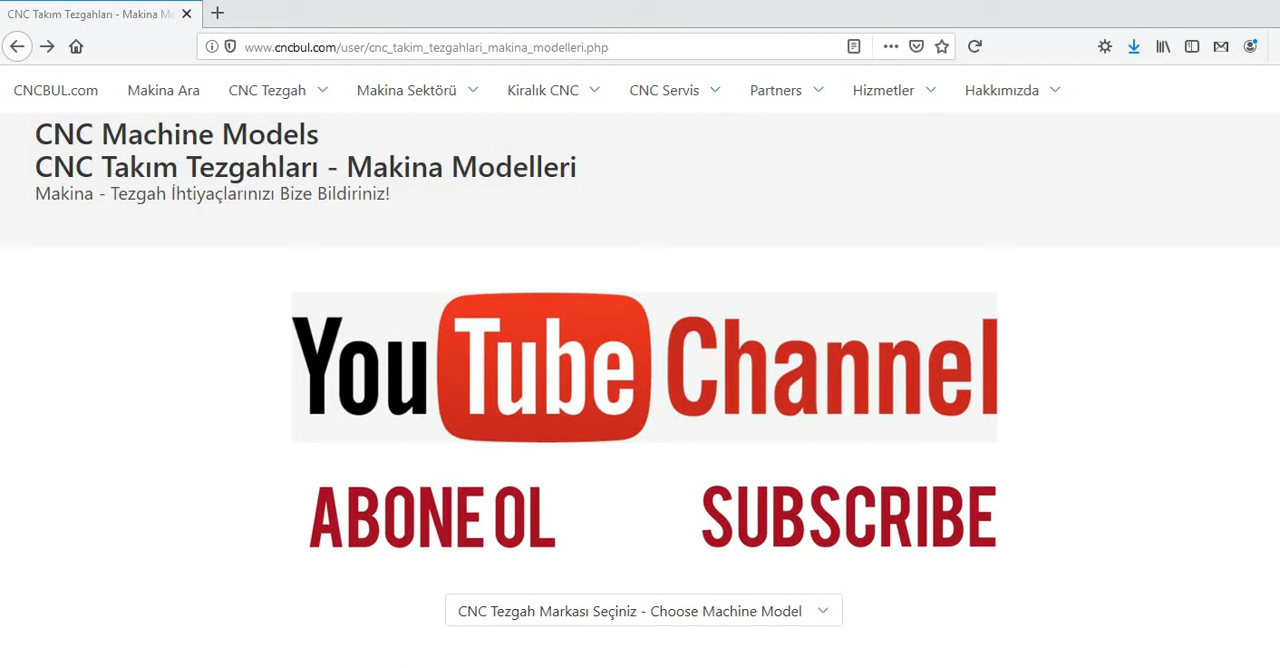 CNC Takım Tezgahları - Makina Mo
www.cncbul.com/user/cnc_takim_tezgahlari_makina_modelleri.php
CNCBUL.com Makina Ara CNC Tezgah Makina Sektörü Kiralık CNC CNC Servis Partners Hizmetler Hakkımızda
CNC Machine Models
CNC Takım Tezgahları - Makina Modelleri
Makina - Tezgah İhtiyaçlarınızı Bize Bildiriniz!
YouTube Channel
ABONE OL SUBSCRIBE
CNC Tezgah Markası Seçiniz - Choose Machine Model